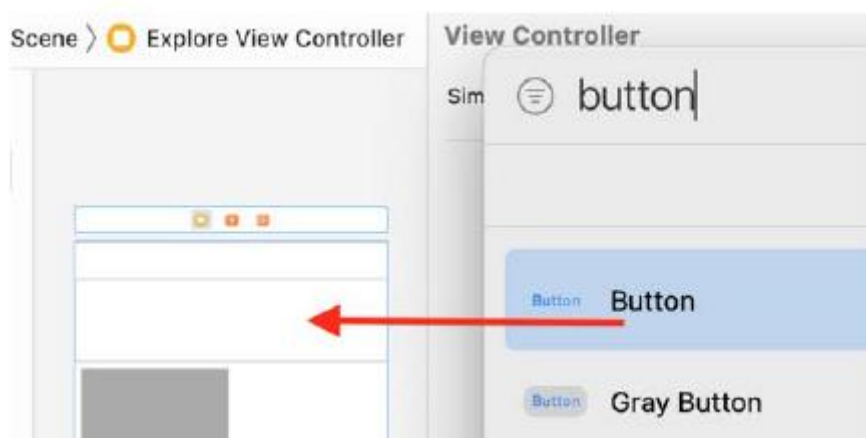 Scene 〉 Explore View Controller
View Controller
Sim
button
Button Button
Button Gray Button